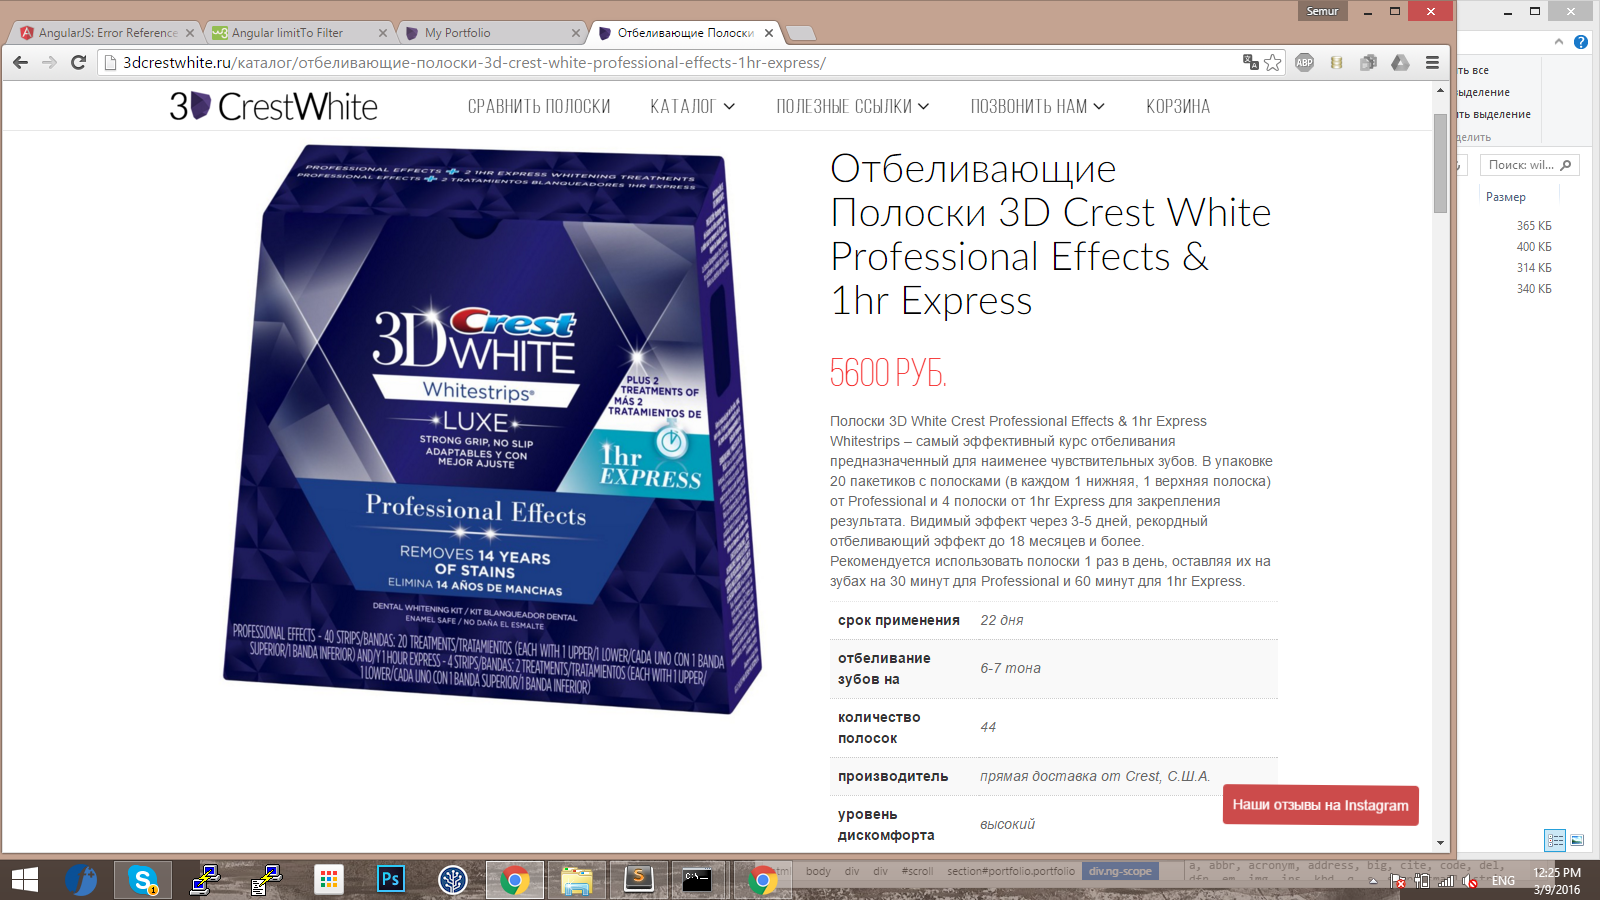 Semur
AngularJS: Error Reference
Angular limitTo Filter
My Portfolio
Отбеливающие Полоски
3dcrestwhite.ru/каталог/отбеливающие-полоски-3d-crest-white-professional-effects-1hr-express/
ABP
3D CrestWhite
СРАВНИТЬ ПОЛОСКИ
КАТАЛОГ
ПОЛЕЗНЫЕ ССЫЛКИ
ПОЗВОНИТЬ НАМ
КОРЗИНА
PROFESSIONAL EFFECTS + 2 1HR EXPRESS WHITENING TREATMENTS
PROFESSIONAL EFFECTS + 2 TRATAMIENTOS BLANQUEADORES 1HR EXPRESS
Crest
3D WHITE
Whitestrips®
LUXE
STRONG GRIP, NO SLIP
ADAPTABLES Y CON
MEJOR AJUSTE
PLUS 2
TREATMENTS OF
MÁS 2
TRATAMIENTOS DE
1hr
EXPRESS
Professional Effects
REMOVES 14 YEARS
OF STAINS
ELIMINA 14 AÑOS DE MANCHAS
DENTAL WHITENING KIT / KIT BLANQUEADOR DENTAL
ENAMEL SAFE / NO DAÑA EL ESMALTE
PROFESSIONAL EFFECTS - 40 STRIPS/BANDAS: 20 TREATMENTS/TRATAMIENTOS (EACH WITH 1 UPPER/1 LOWER/CADA UNO CON 1 BANDA
SUPERIOR/1 BANDA INFERIOR) AND/Y 1 HOUR EXPRESS - 4 STRIPS/BANDAS: 2 TREATMENTS/TRATAMIENTOS (EACH WITH 1 UPPER/
1 LOWER/CADA UNO CON 1 BANDA SUPERIOR/1 BANDA INFERIOR)
Отбеливающие
Полоски 3D Crest White
Professional Effects &
1hr Express
5600 РУБ.
Полоски 3D White Crest Professional Effects & 1hr Express
Whitestrips – самый эффективный курс отбеливания
предназначенный для наименее чувствительных зубов. В упаковке
20 пакетиков с полосками (в каждом 1 нижняя, 1 верхняя полоска)
от Professional и 4 полоски от 1hr Express для закрепления
результата. Видимый эффект через 3-5 дней, рекордный
отбеливающий эффект до 18 месяцев и более.
Рекомендуется использовать полоски 1 раз в день, оставляя их на
зубах на 30 минут для Professional и 60 минут для 1hr Express.
срок применения 22 дня
отбеливание
зубов на 6-7 тона
количество
полосок 44
производитель прямая доставка от Crest, С.Ш.А.
уровень
дискомфорта высокий
Наши отзывы на Instagram
ть все
выделение
ть выделение
делить
Поиск: wil...
Размер
365 КБ
400 КБ
314 КБ
340 КБ
body div div #scroll section#portfolio.portfolio div.ng-scope
a, abbr, acronym, address, big, cite, code, del,
Ps
S
C:\
1
ENG
12:25 PM
3/9/2016